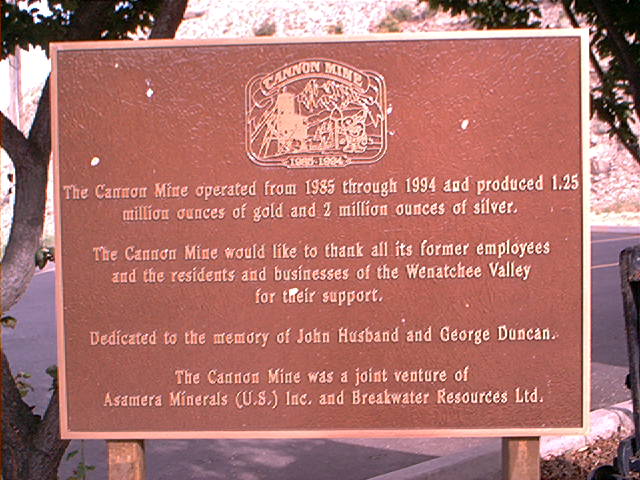 CANNON MINE
1985-1994
The Cannon Mine operated from 1985 through 1994 and produced 1.25
million ounces of gold and 2 million ounces of silver.
The Cannon Mine would like to thank all its former employees
and the residents and businesses of the Wenatchee Valley
for their support.
Dedicated to the memory of John Husband and George Duncan.
The Cannon Mine was a joint venture of
Asamera Minerals (U.S.) Inc. and Breakwater Resources Ltd.